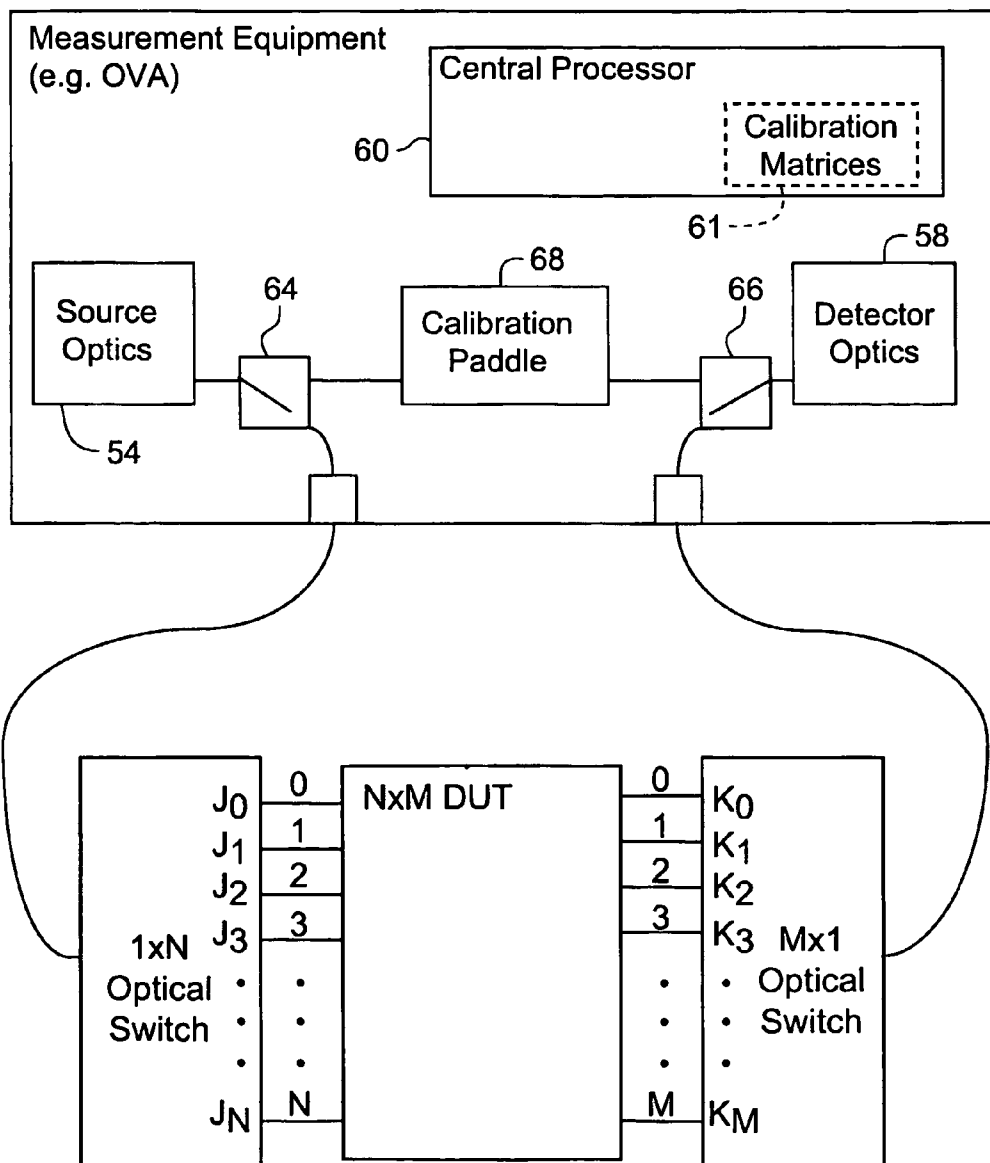 Measurement Equipment
(e.g. OVA)
Central Processor
60
Calibration
Matrices
61
58
68
64
66
Source
Optics
Calibration
Paddle
Detector
Optics
54
J0 0 NxM DUT 0 K0
J1 1 1 K1
J2 2 2 K2
J3 3 3 K3
1xN
Optical
Switch
Mx1
Optical
Switch
JN N M KM